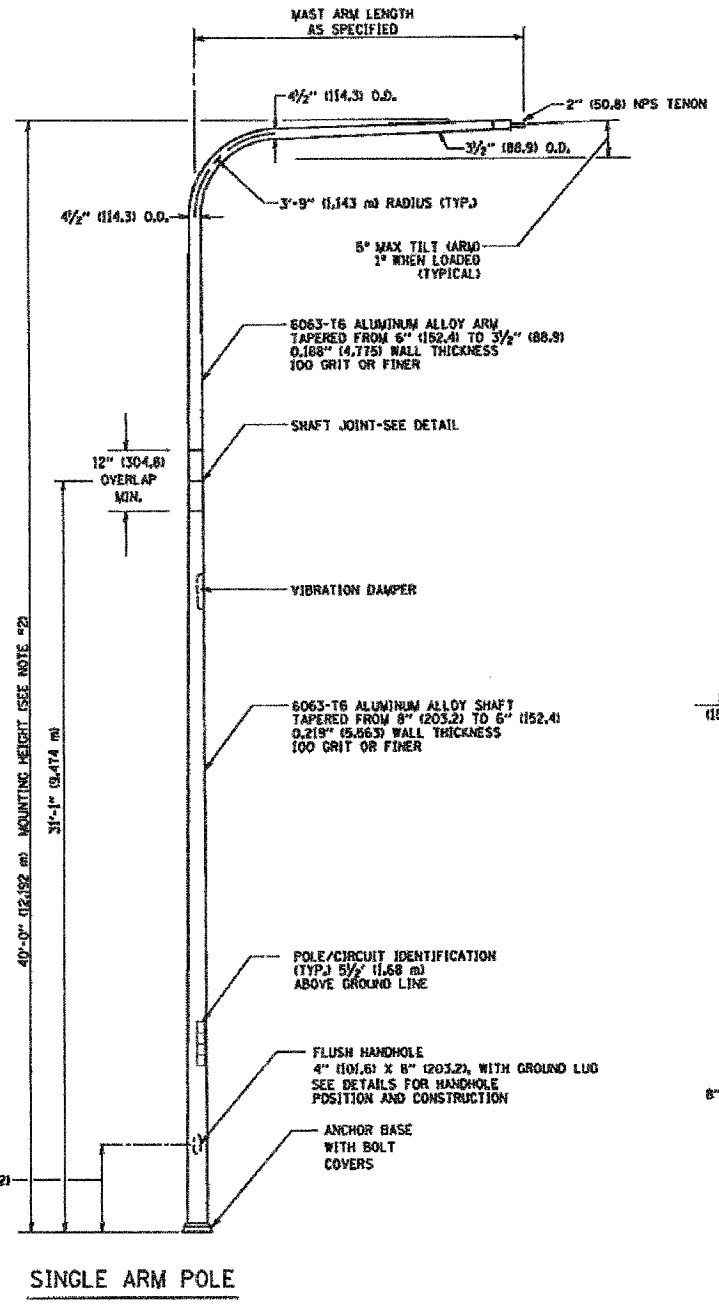 MAST ARM LENGTH
AS SPECIFIED
4½" (114.3) O.D.
2" (50.8) NPS TENON
3½" (88.9) O.D.
3'-9" (1.143 m) RADIUS (TYP.)
4½" (114.3) O.D.
5° MAX TILT (ARM)
1° WHEN LOADED
(TYPICAL)
6063-T6 ALUMINUM ALLOY ARM
TAPERED FROM 6" (152.4) TO 3½" (88.9)
0.188" (4.775) WALL THICKNESS
100 GRIT OR FINER
SHAFT JOINT-SEE DETAIL
12" (304.8)
OVERLAP
MIN.
VIBRATION DAMPER
40'-0" (12.192 m) MOUNTING HEIGHT (SEE NOTE #2)
31'-1" (9.474 m)
6063-T6 ALUMINUM ALLOY SHAFT
TAPERED FROM 8" (203.2) TO 6" (152.4)
0.219" (5.563) WALL THICKNESS
100 GRIT OR FINER
(15
POLE/CIRCUIT IDENTIFICATION
(TYP.) 5½' (1.68 m)
ABOVE GROUND LINE
FLUSH HANDHOLE
4" (101.6) X 8" (203.2), WITH GROUND LUG
SEE DETAILS FOR HANDHOLE
POSITION AND CONSTRUCTION
8"
ANCHOR BASE
WITH BOLT
COVERS
2)
SINGLE ARM POLE